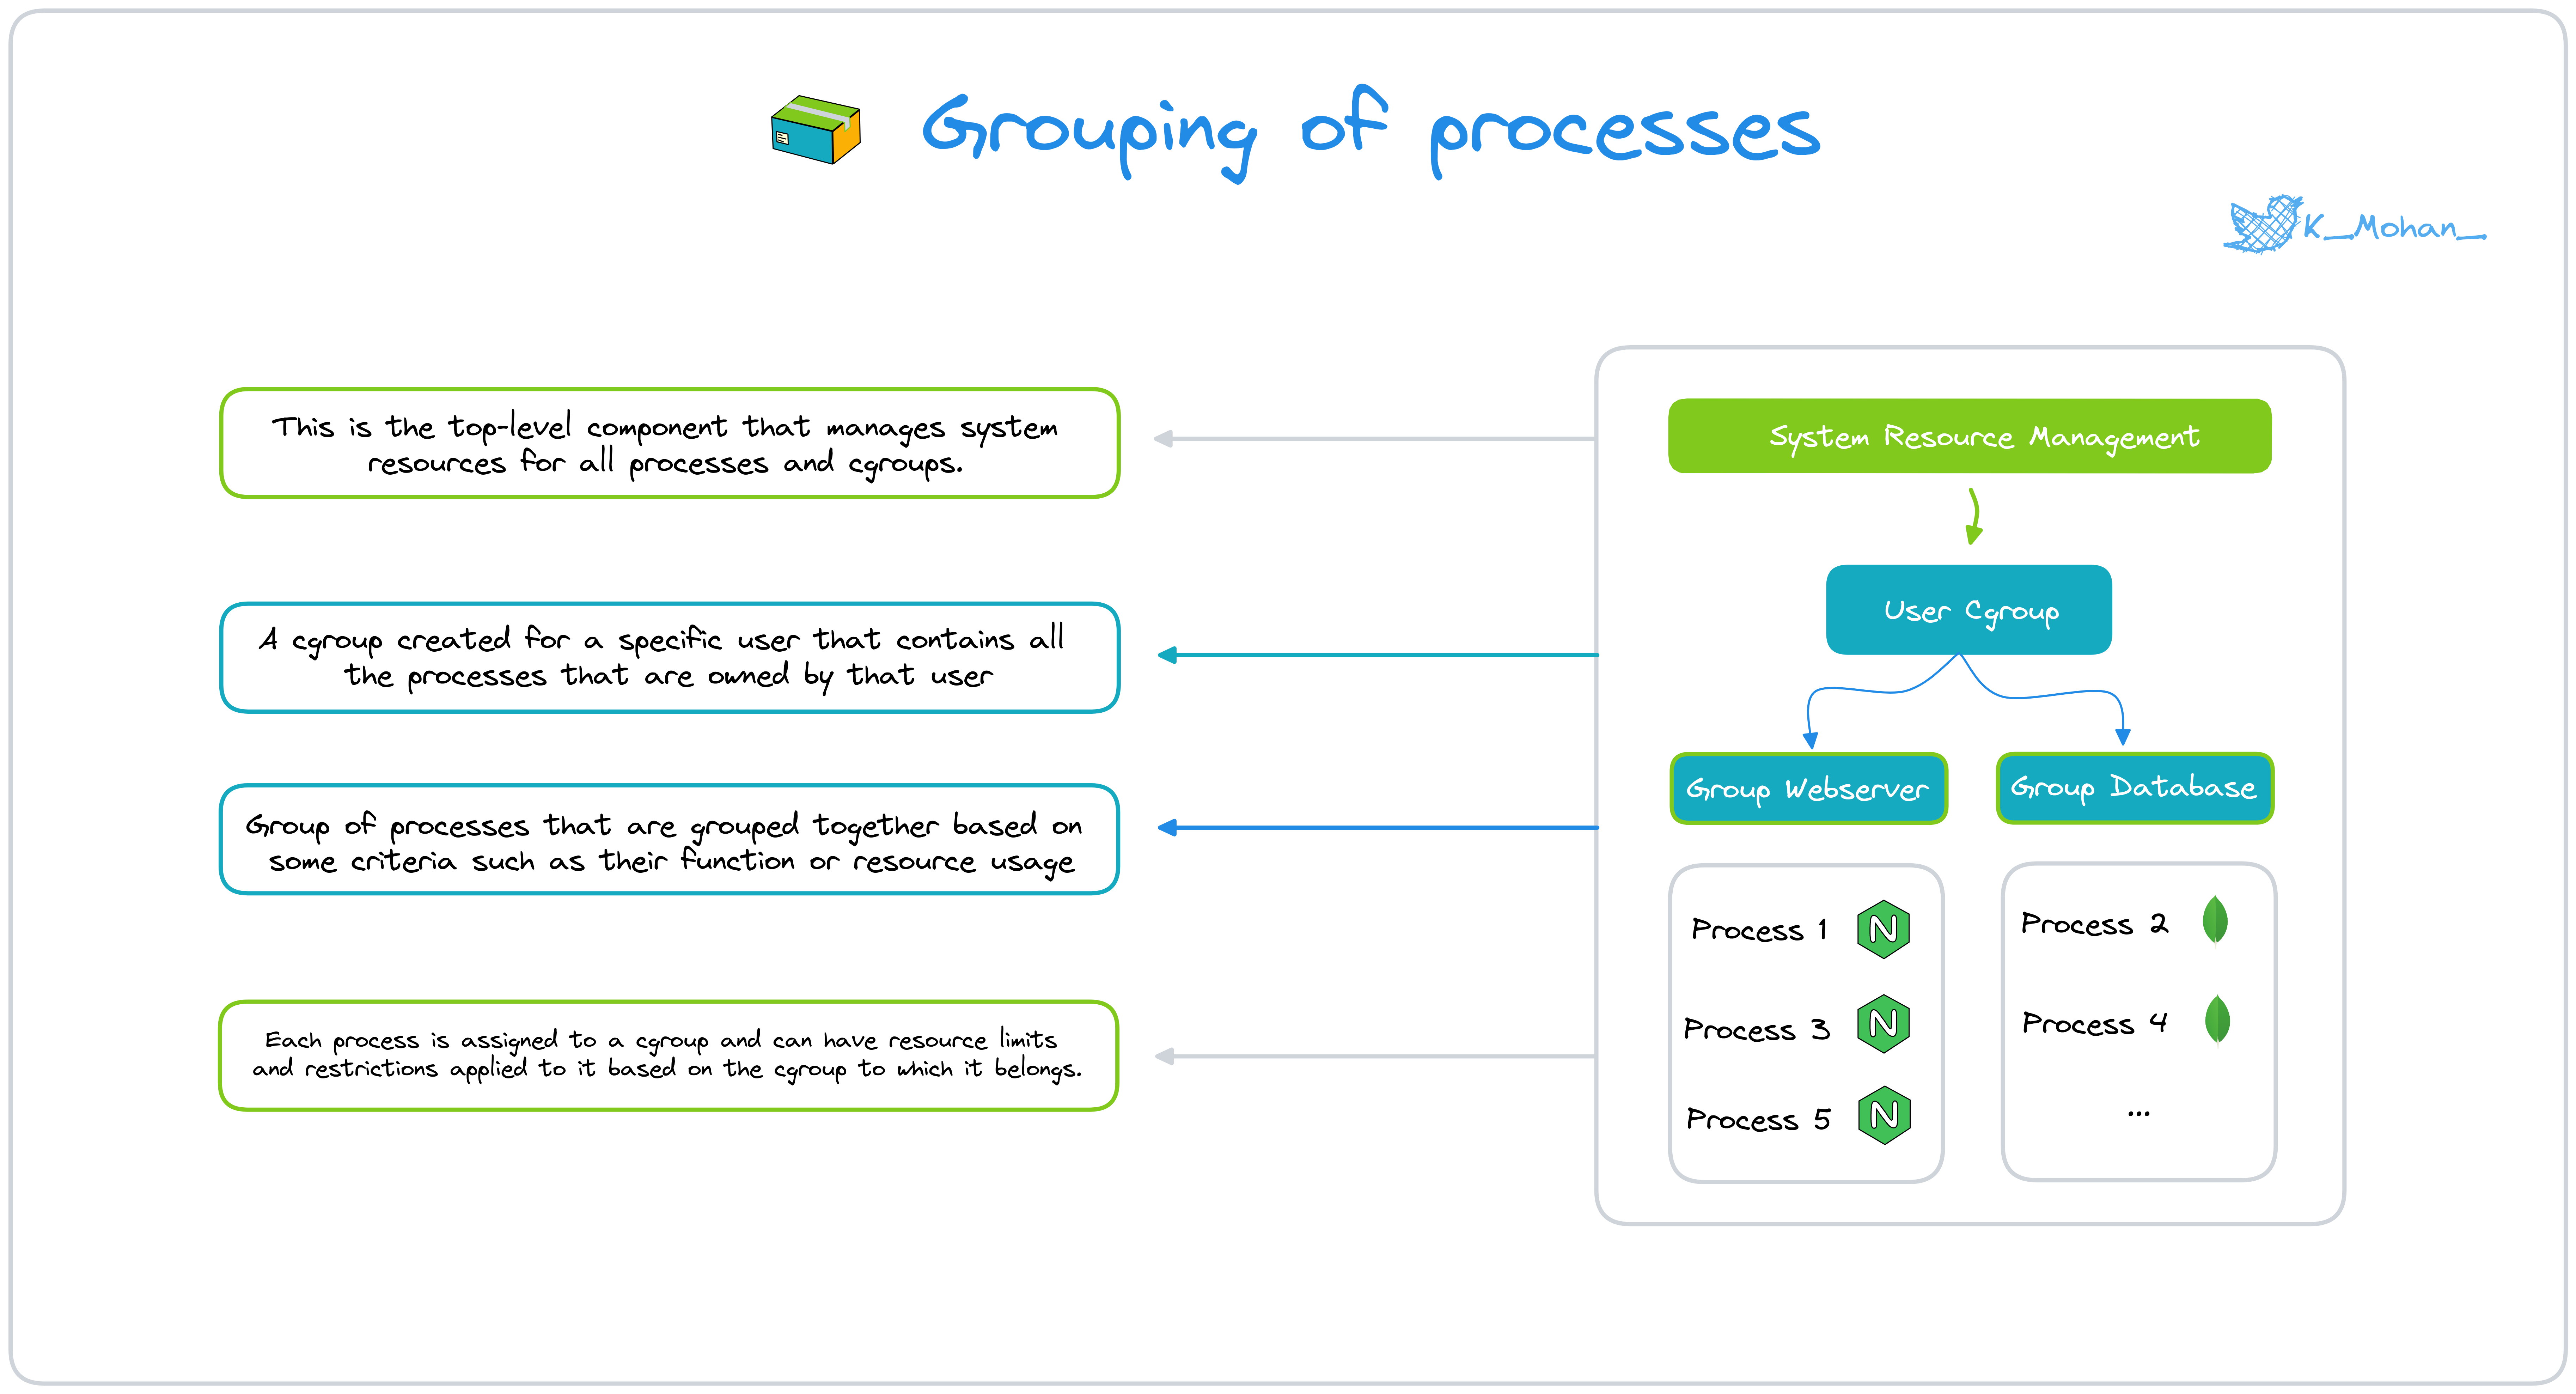 Grouping of processes
K__Mohan__
This is the top-level component that manages system
resources for all processes and cgroups.
A cgroup created for a specific user that contains all
the processes that are owned by that user
Group of processes that are grouped together based on
some criteria such as their function or resource usage
Each process is assigned to a cgroup and can have resource limits
and restrictions applied to it based on the cgroup to which it belongs.
System Resource Management
User Cgroup
Group Webserver
Group Database
Process 1 N
Process 3 N
Process 5 N
Process 2
Process 4
...